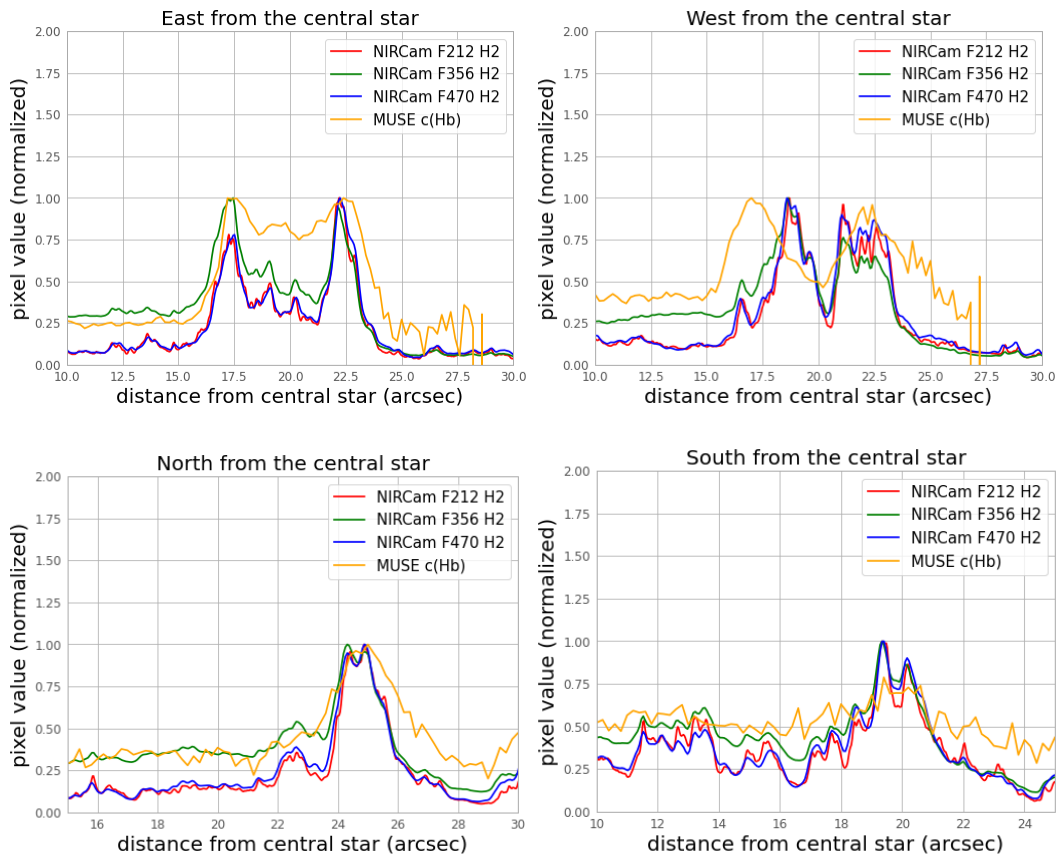 East from the central star
2.00
1.75
1.50
1.25
1.00
0.75
0.50
0.25
0.00
pixel value (normalized)
NIRCam F212 H2
NIRCam F356 H2
NIRCam F470 H2
MUSE c(Hb)
10.0 12.5 15.0 17.5 20.0 22.5 25.0 27.5 30.0
distance from central star (arcsec)
West from the central star
2.00
1.75
1.50
1.25
1.00
0.75
0.50
0.25
0.00
pixel value (normalized)
NIRCam F212 H2
NIRCam F356 H2
NIRCam F470 H2
MUSE c(Hb)
10.0 12.5 15.0 17.5 20.0 22.5 25.0 27.5 30.0
distance from central star (arcsec)
North from the central star
2.00
1.75
1.50
1.25
1.00
0.75
0.50
0.25
0.00
pixel value (normalized)
NIRCam F212 H2
NIRCam F356 H2
NIRCam F470 H2
MUSE c(Hb)
16 18 20 22 24 26 28 30
distance from central star (arcsec)
South from the central star
2.00
1.75
1.50
1.25
1.00
0.75
0.50
0.25
0.00
pixel value (normalized)
NIRCam F212 H2
NIRCam F356 H2
NIRCam F470 H2
MUSE c(Hb)
10 12 14 16 18 20 22 24
distance from central star (arcsec)